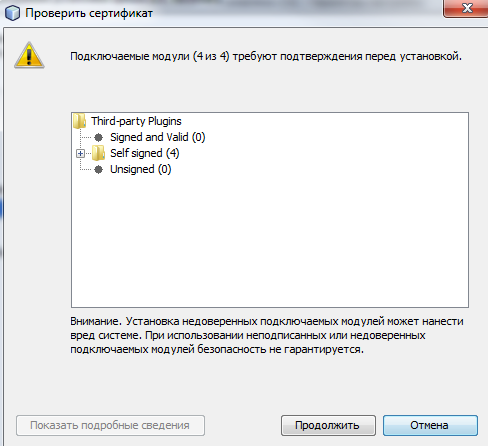 Проверить сертификат
Подключаемые модули (4 из 4) требуют подтверждения перед установкой.
Third-party Plugins
Signed and Valid (0)
Self signed (4)
Unsigned (0)
Внимание. Установка недоверенных подключаемых модулей может нанести
вред системе. При использовании неподписанных или недоверенных
подключаемых модулей безопасность не гарантируется.
Показать подробные сведения
Продолжить
Отмена